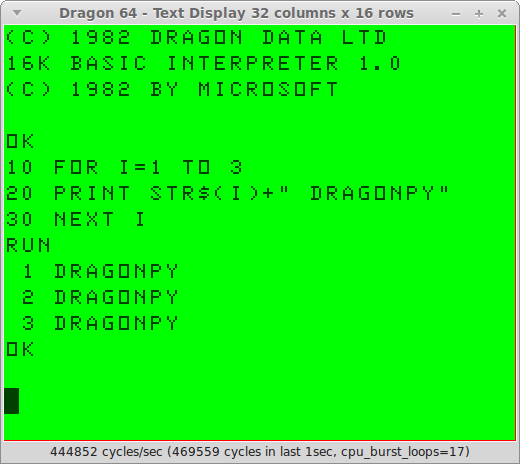 Dragon 64 - Text Display 32 columns x 16 rows
(C) 1982 DRAGON DATA LTD
16K BASIC INTERPRETER 1.0
(C) 1982 BY MICROSOFT
OK
10 FOR I=1 TO 3
20 PRINT STR$(I)+" DRAGONPY"
30 NEXT I
RUN
 1 DRAGONPY
 2 DRAGONPY
 3 DRAGONPY
OK
444852 cycles/sec (469559 cycles in last 1sec, cpu_burst_loops=17)